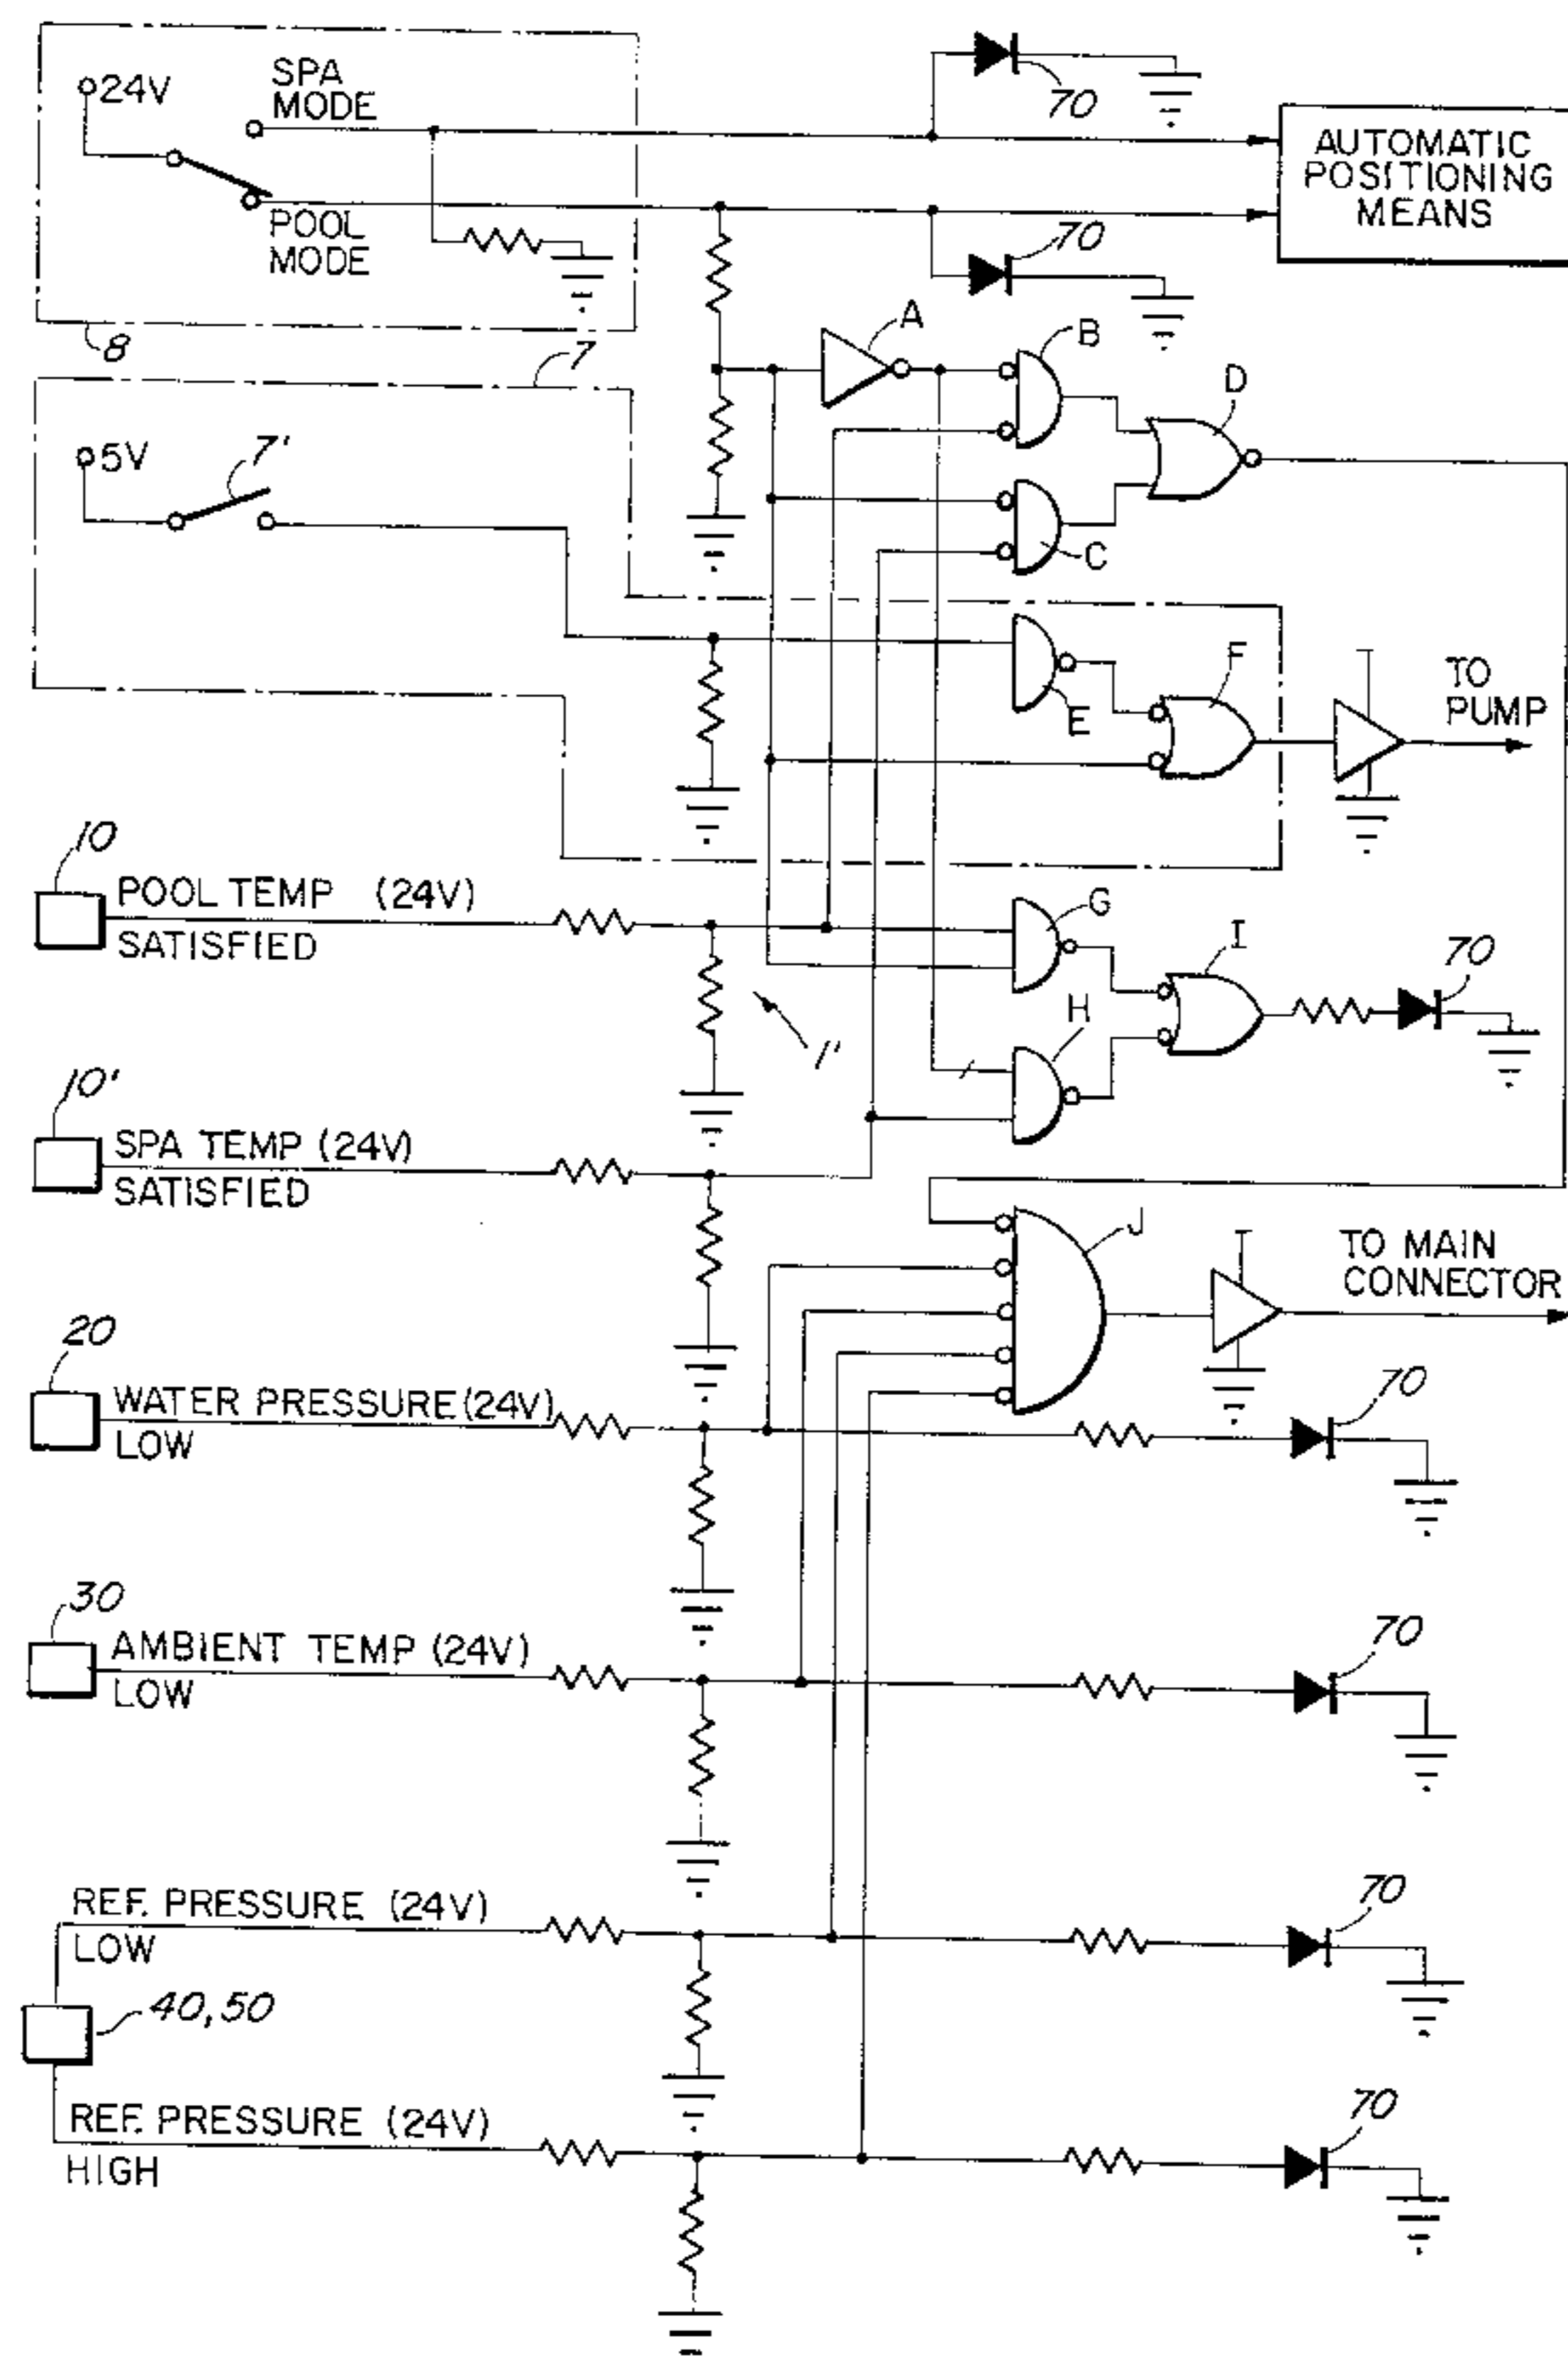 24V
SPA
MODE
POOL
MODE
8
70
70
AUTOMATIC
POSITIONING
MEANS
7
5V
7'
A
B
C
D
E
F
TO
PUMP
10
POOL TEMP (24V)
SATISFIED
G
H
I
70
1'
10'
SPA TEMP (24V)
SATISFIED
J
TO MAIN
CONNECTOR
20
WATER PRESSURE (24V)
LOW
70
30
AMBIENT TEMP (24V)
LOW
70
REF. PRESSURE (24V)
LOW
70
40,50
REF. PRESSURE (24V)
HIGH
70